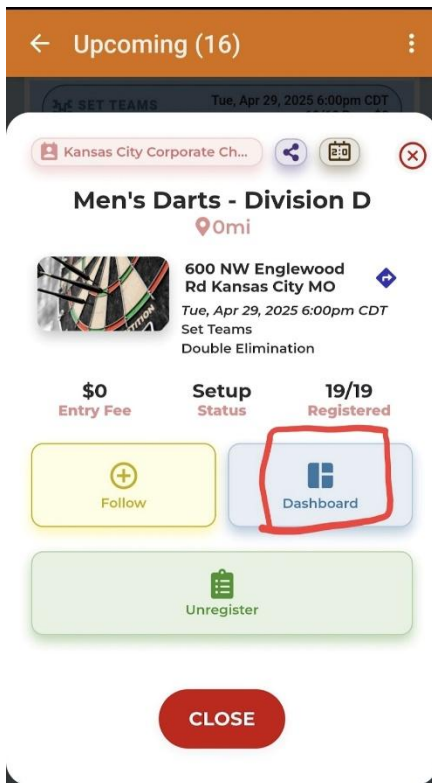 Upcoming (16)
SET TEAMS
Tue, Apr 29, 2025 6:00pm CDT
Kansas City Corporate Ch...
Men's Darts - Division D
0mi
600 NW Englewood
Rd Kansas City MO
Tue, Apr 29, 2025 6:00pm CDT
Set Teams
Double Elimination
$0 Setup 19/19
Entry Fee Status Registered
Follow Dashboard
Unregister
CLOSE